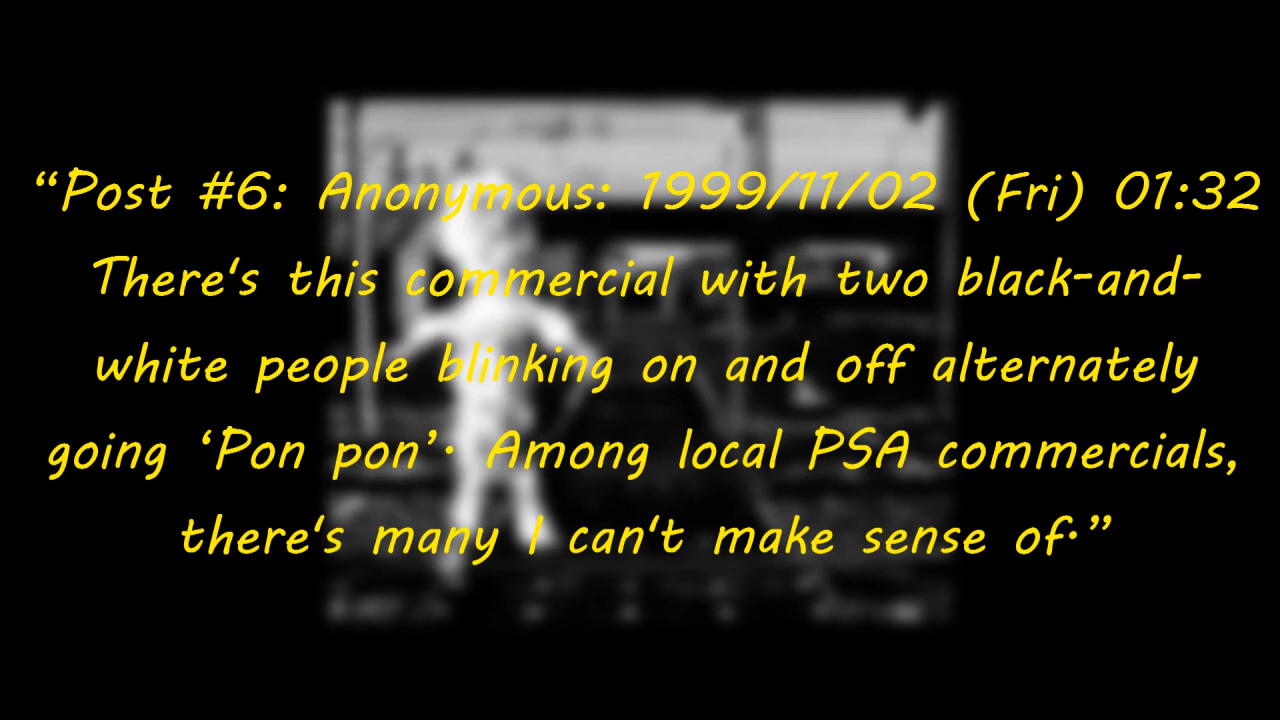 “Post #6: Anonymous: 1999/11/02 (Fri) 01:32
There's this commercial with two black-and-
white people blinking on and off alternately
going ‘Pon pon’. Among local PSA commercials,
there's many I can't make sense of.”